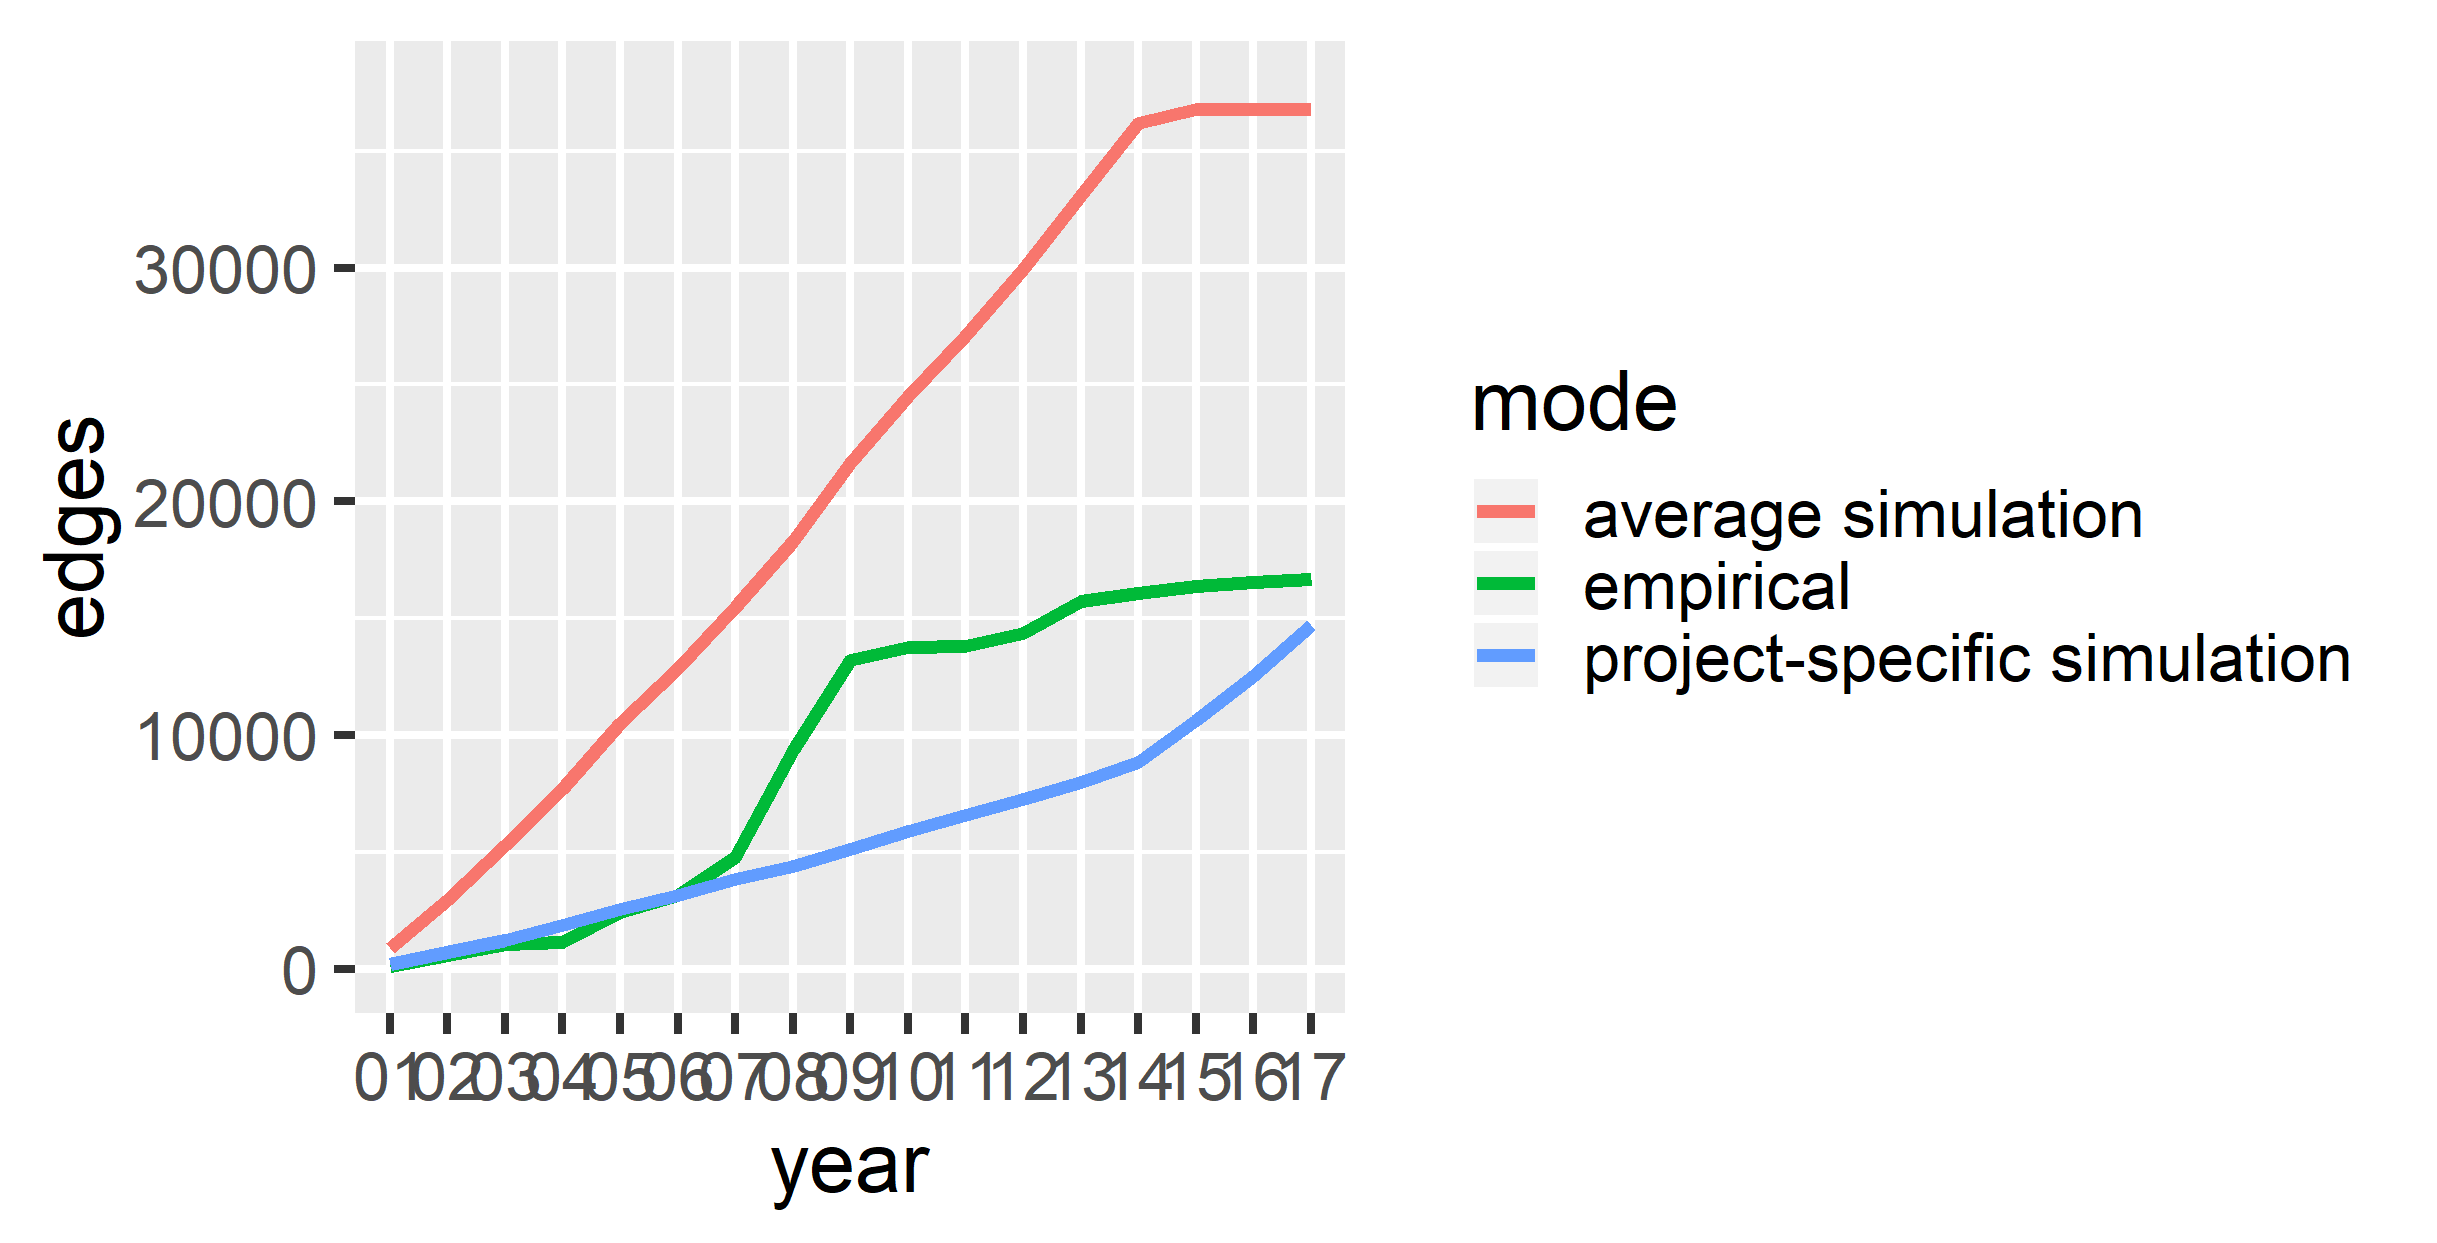 edges
30000
20000
10000
0
01 02 03 04 05 06 07 08 09 10 11 12 13 14 15 16 17
year
mode
average simulation
empirical
project-specific simulation